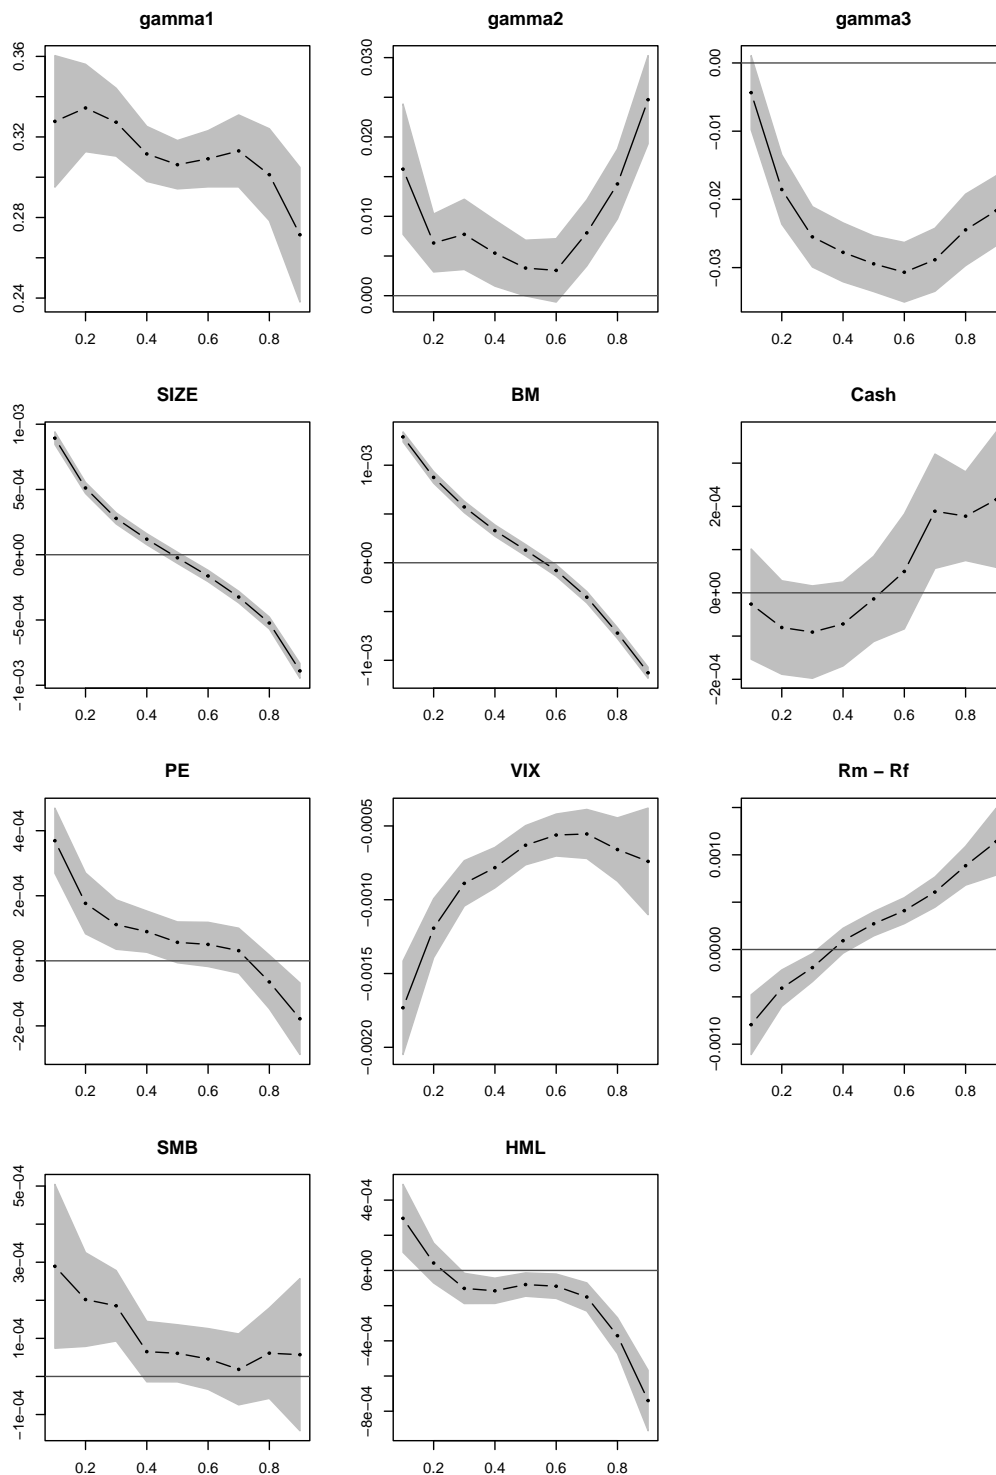 gamma1
0.24 0.28 0.32 0.36
0.2 0.4 0.6 0.8
gamma2
0.000 0.010 0.020 0.030
0.2 0.4 0.6 0.8
gamma3
−0.03 −0.02 −0.01 0.00
0.2 0.4 0.6 0.8
SIZE
−1e−03 −5e−04 0e+00 5e−04 1e−03
0.2 0.4 0.6 0.8
BM
−1e−03 0e+00 1e−03
0.2 0.4 0.6 0.8
Cash
−2e−04 0e+00 2e−04
0.2 0.4 0.6 0.8
PE
−2e−04 0e+00 2e−04 4e−04
0.2 0.4 0.6 0.8
VIX
−0.0020 −0.0015 −0.0010 −0.0005
0.2 0.4 0.6 0.8
Rm − Rf
−0.0010 0.0000 0.0010
0.2 0.4 0.6 0.8
SMB
−1e−04 1e−04 3e−04 5e−04
0.2 0.4 0.6 0.8
HML
−8e−04 −4e−04 0e+00 4e−04
0.2 0.4 0.6 0.8